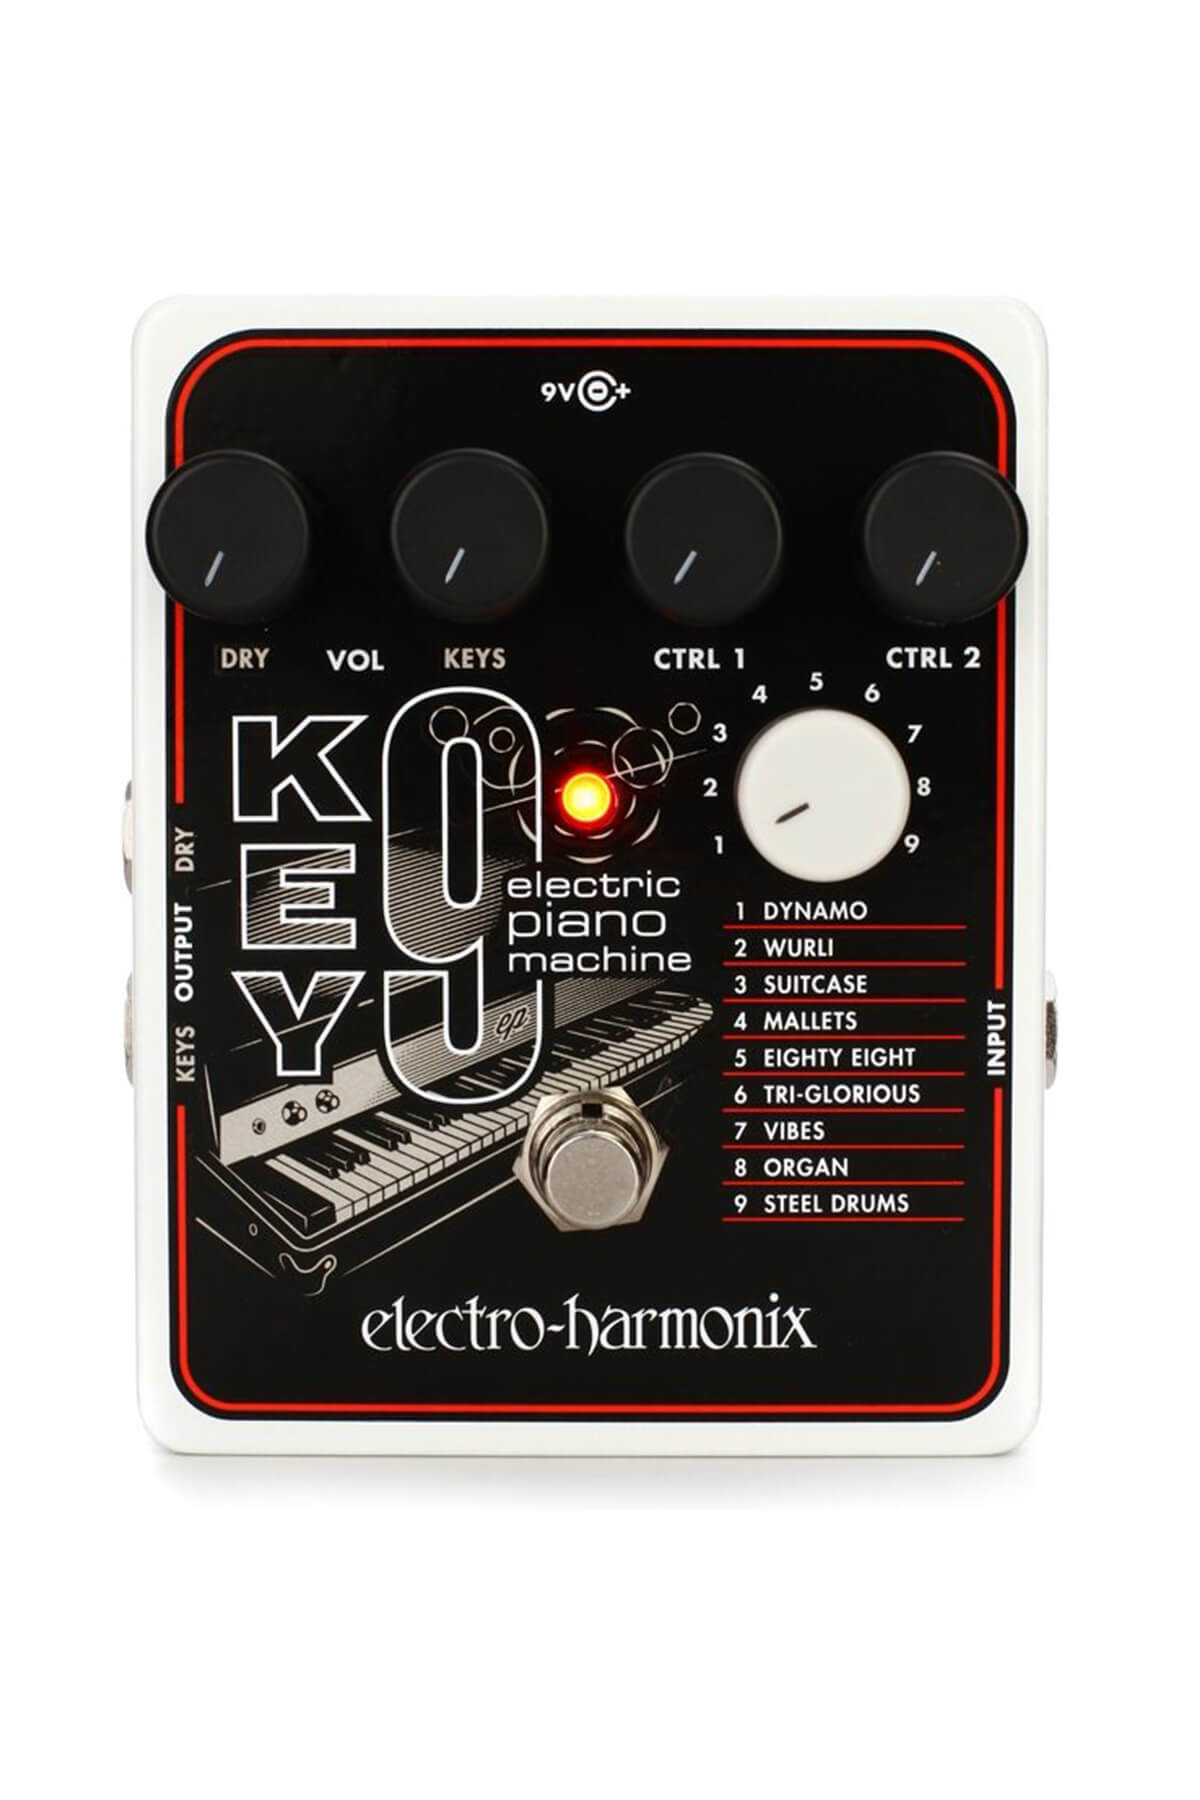 9V - +
DRY VOL KEYS CTRL 1 CTRL 2
KEY9
electric
piano
machine
ep
1 2 3 4 5 6 7 8 9
1 DYNAMO
2 WURLI
3 SUITCASE
4 MALLETS
5 EIGHTY EIGHT
6 TRI-GLORIOUS
7 VIBES
8 ORGAN
9 STEEL DRUMS
KEYS OUTPUT DRY
INPUT
electro-harmonix